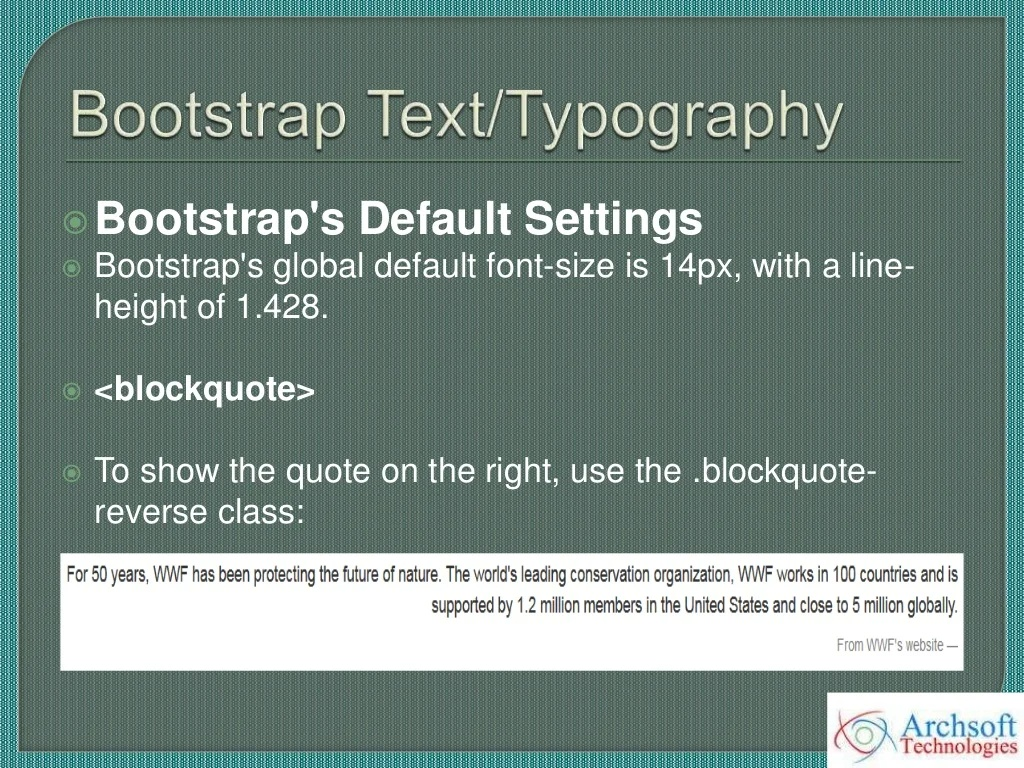 Bootstrap Text/Typography
Bootstrap's Default Settings
Bootstrap's global default font-size is 14px, with a line-
height of 1.428.
<blockquote>
To show the quote on the right, use the .blockquote-
reverse class:
For 50 years, WWF has been protecting the future of nature. The world's leading conservation organization, WWF works in 100 countries and is
supported by 1.2 million members in the United States and close to 5 million globally.
From WWF's website —
Archsoft
Technologies